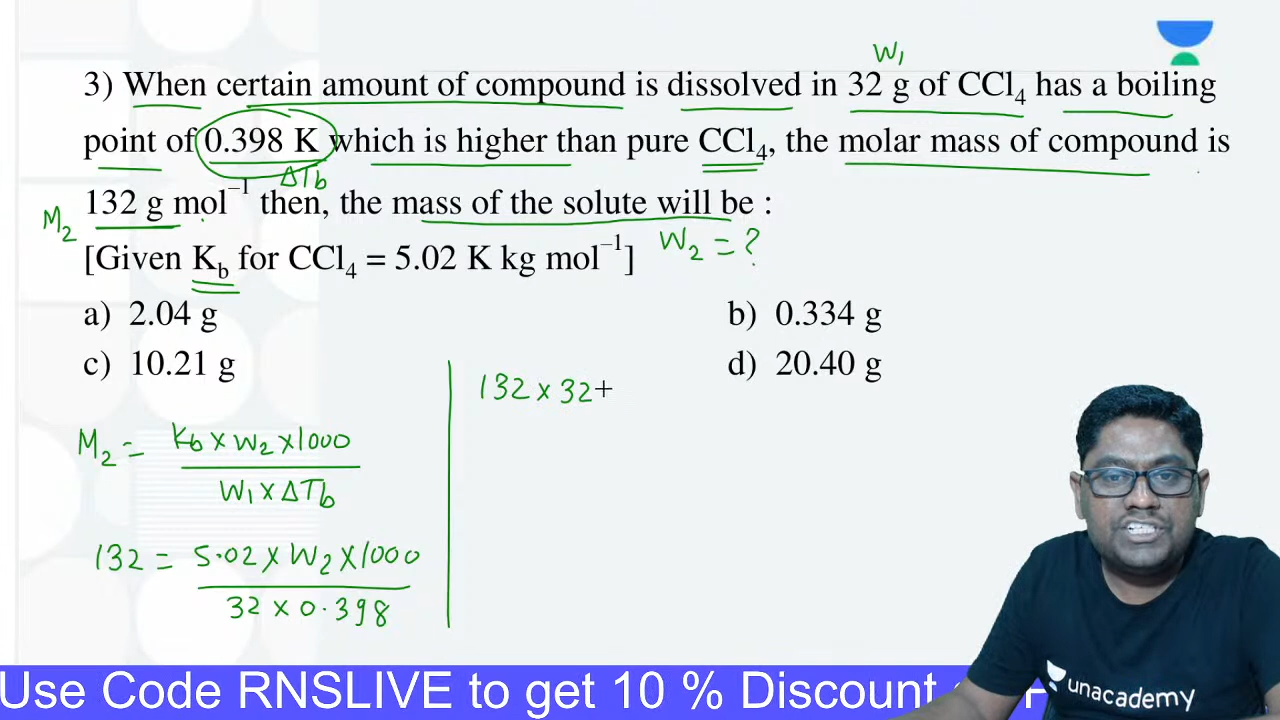 W₁
3) When certain amount of compound is dissolved in 32 g of CCl₄ has a boiling
point of 0.398 K which is higher than pure CCl₄, the molar mass of compound is
ΔTb
M₂ 132 g mol⁻¹ then, the mass of the solute will be :
[Given K_b for CCl₄ = 5.02 K kg mol⁻¹] W₂ = ?
a) 2.04 g b) 0.334 g
c) 10.21 g d) 20.40 g
132 × 32+
M₂ = Kb × W₂ × 1000
W₁ × ΔTb
132 = 5.02 × W₂ × 1000
32 × 0.398
unacademy
Use Code RNSLIVE to get 10 % Discount